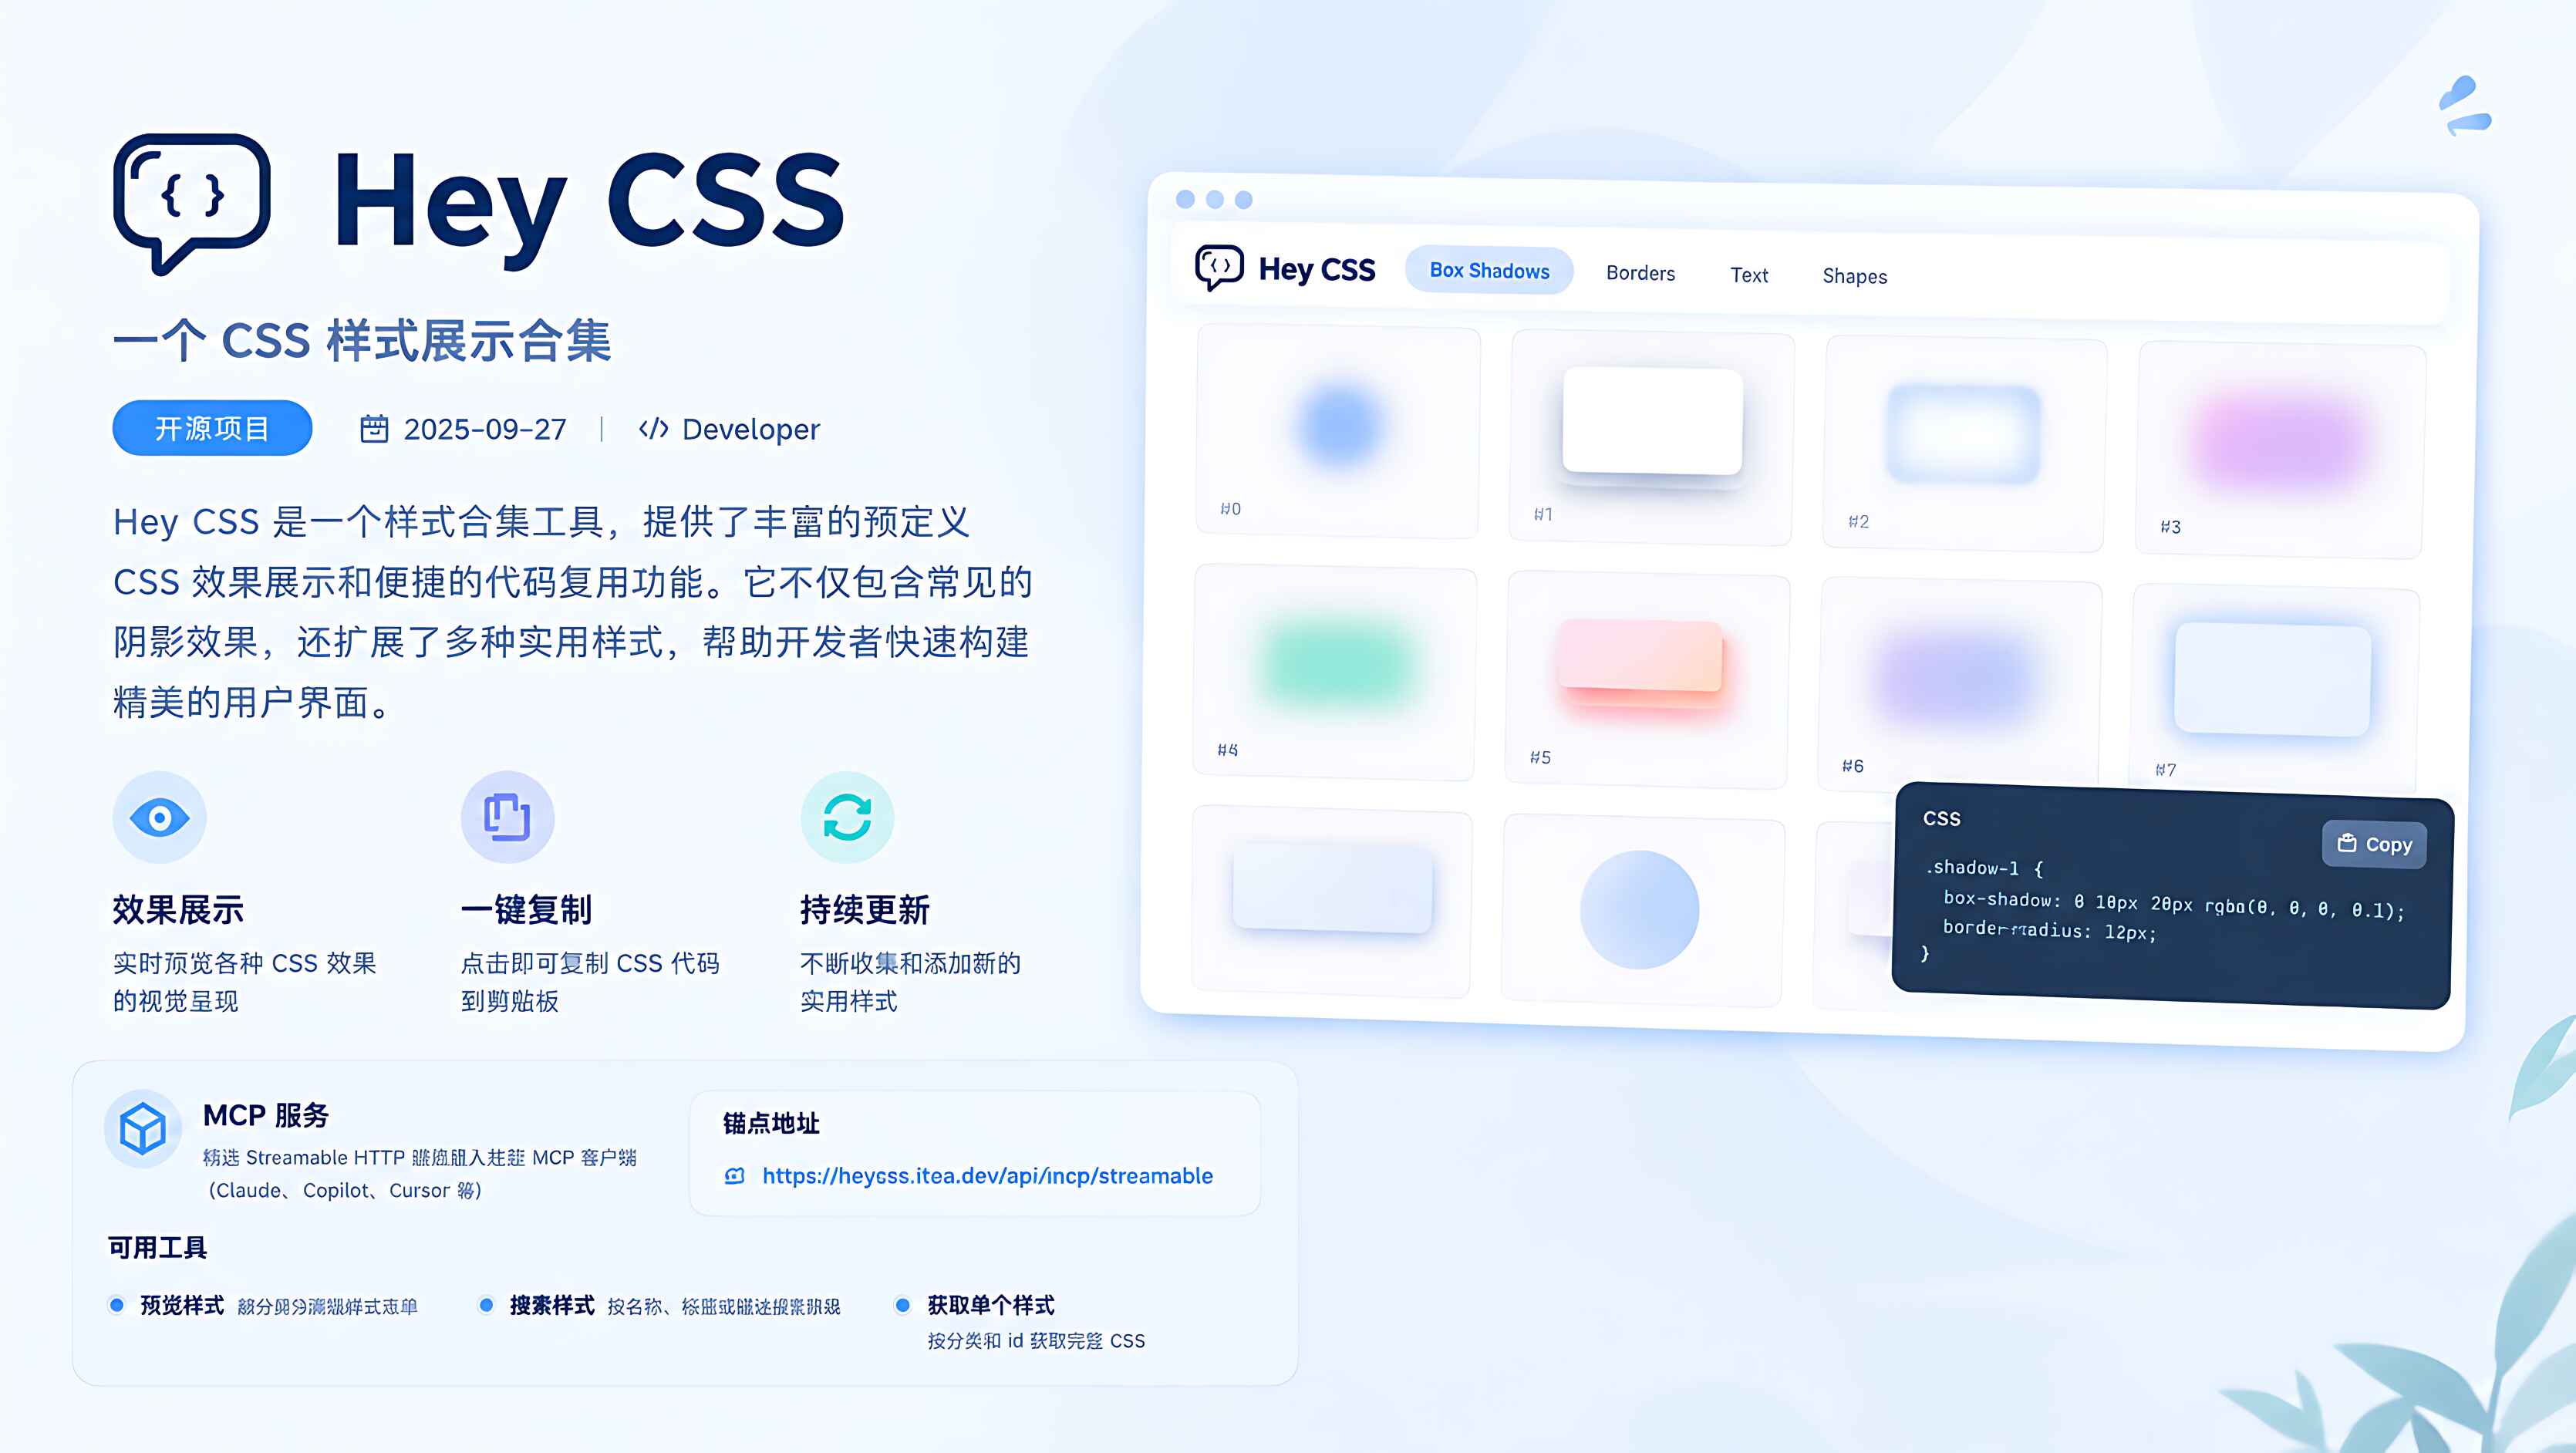 Hey CSS
一个 CSS 样式展示合集
开源项目
2025-09-27
Developer
Hey CSS 是一个样式合集工具，提供了丰富的预定义
CSS 效果展示和便捷的代码复用功能。它不仅包含常见的
阴影效果，还扩展了多种实用样式，帮助开发者快速构建
精美的用户界面。
效果展示
实时预览各种 CSS 效果
的视觉呈现
一键复制
点击即可复制 CSS 代码
到剪贴板
持续更新
不断收集和添加新的
实用样式
MCP 服务
Streamable HTTP MCP 客户端
(Claude、Copilot、Cursor 等)
锚点地址
https://heycss.itea.dev/api/incp/streamable
可用工具
预览样式
搜索样式 按名称、
获取单个样式
按分类和 id 获取完整 CSS
Hey CSS
Box Shadows
Borders
Text
Shapes
#0
#1
#2
#3
#4
#5
#6
#7
CSS
Copy
.shadow-1 {
box-shadow: 0 10px 20px rgba(0, 0, 0, 0.1);
border-radius: 12px;
}